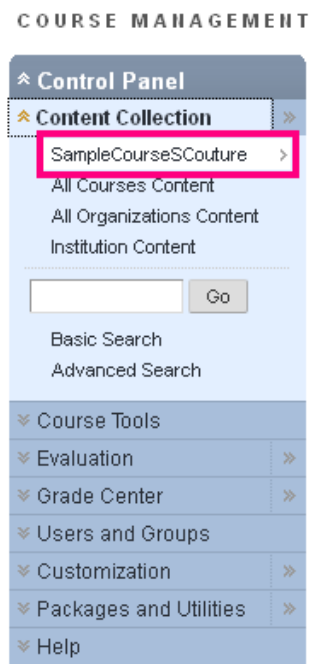 COURSE MANAGEMENT
Control Panel
Content Collection
SampleCourseSCouture
All Courses Content
All Organizations Content
Institution Content
Go
Basic Search
Advanced Search
Course Tools
Evaluation
Grade Center
Users and Groups
Customization
Packages and Utilities
Help